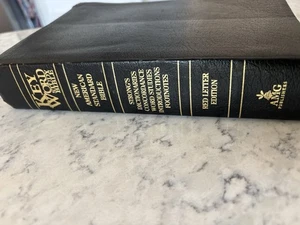 KEY
WORD
STUDY
BIBLE
NEW
AMERICAN
STANDARD
BIBLE
STRONG'S
DICTIONARIES
CONCORDANCE
WORD STUDIES
INTRODUCTIONS
FOOTNOTES
RED LETTER
EDITION
AMG
PUBLISHERS